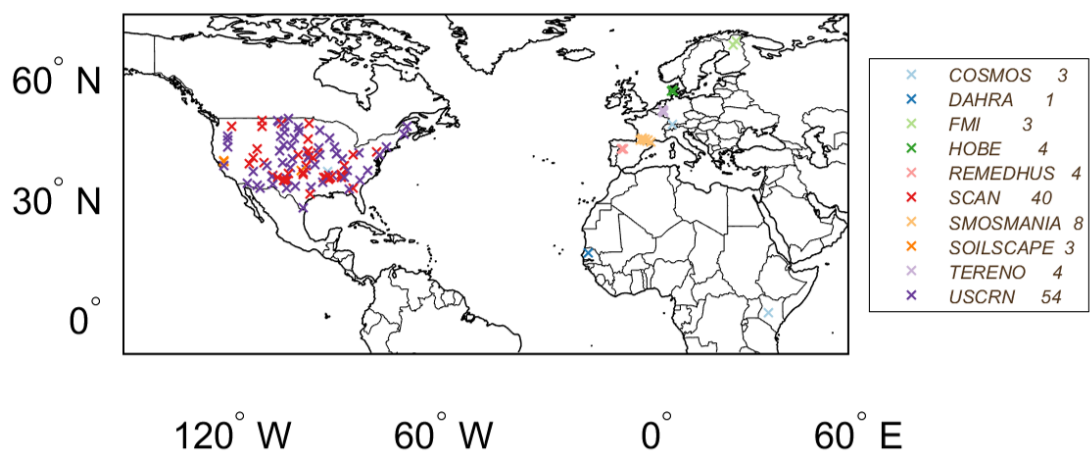 60° N
30° N
0°
120° W
60° W
0°
60° E
COSMOS 3
DAHRA 1
FMI 3
HOBE 4
REMEDHUS 4
SCAN 40
SMOSMANIA 8
SOILSCAPE 3
TERENO 4
USCRN 54